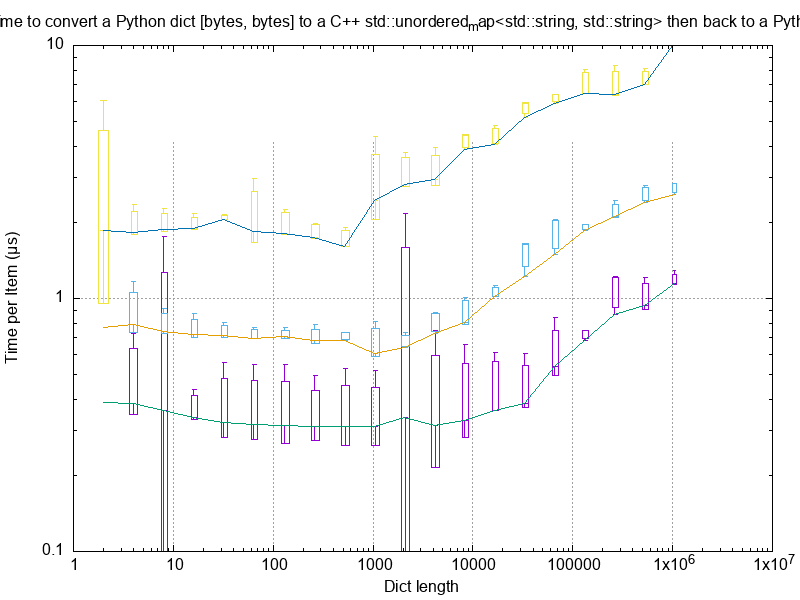 me to convert a Python dict [bytes, bytes] to a C++ std::unordered_map<std::string, std::string> then back to a Pyth
10
1
0.1
Time per Item (µs)
1 10 100 1000 10000 100000 1x10^6 1x10^7
Dict length